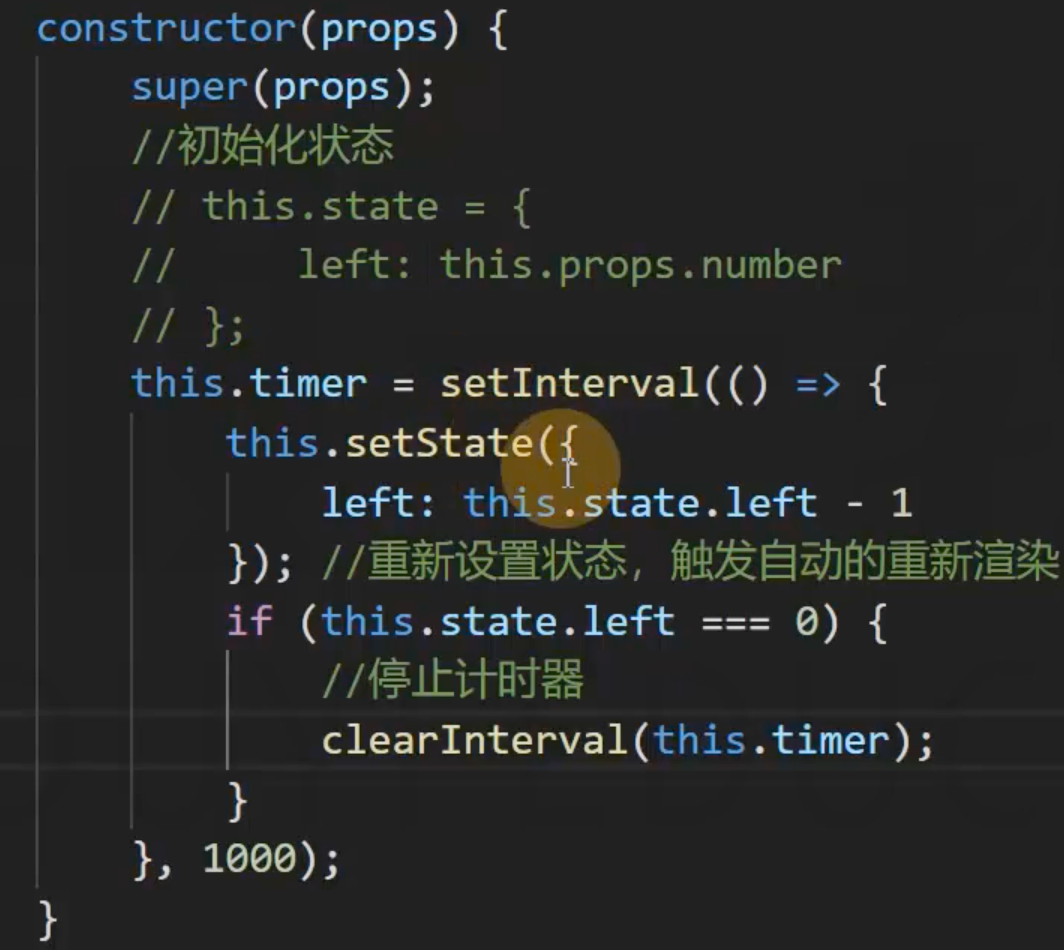 constructor(props) {
super(props);
//初始化状态
// this.state = {
//     left: this.props.number
// };
this.timer = setInterval(() => {
this.setState({
left: this.state.left - 1
}); //重新设置状态，触发自动的重新渲染
if (this.state.left === 0) {
//停止计时器
clearInterval(this.timer);
}
}, 1000);
}